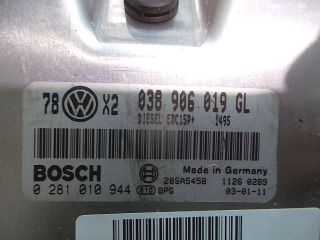 78 X2 038 906 019 GL
DIESEL EDC15P+ 1495
BOSCH
Made in Germany
28SA5458 1126 0289
0 281 010 944 BPG 03-01-11